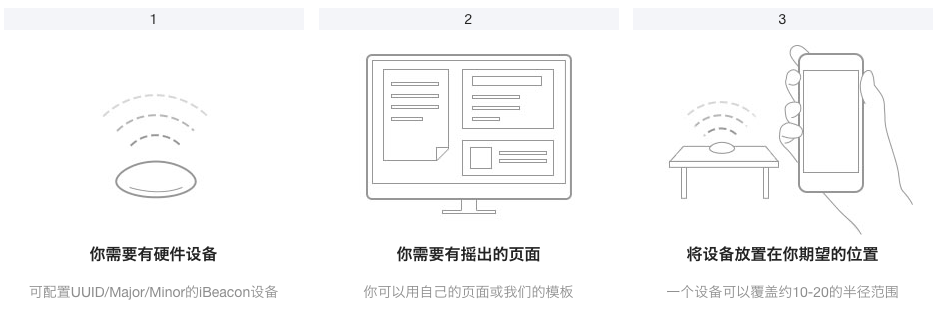 1
2
3
你需要有硬件设备
你需要有摇出的页面
将设备放置在你期望的位置
可配置UUID/Major/Minor的iBeacon设备
你可以用自己的页面或我们的模板
一个设备可以覆盖约10-20的半径范围